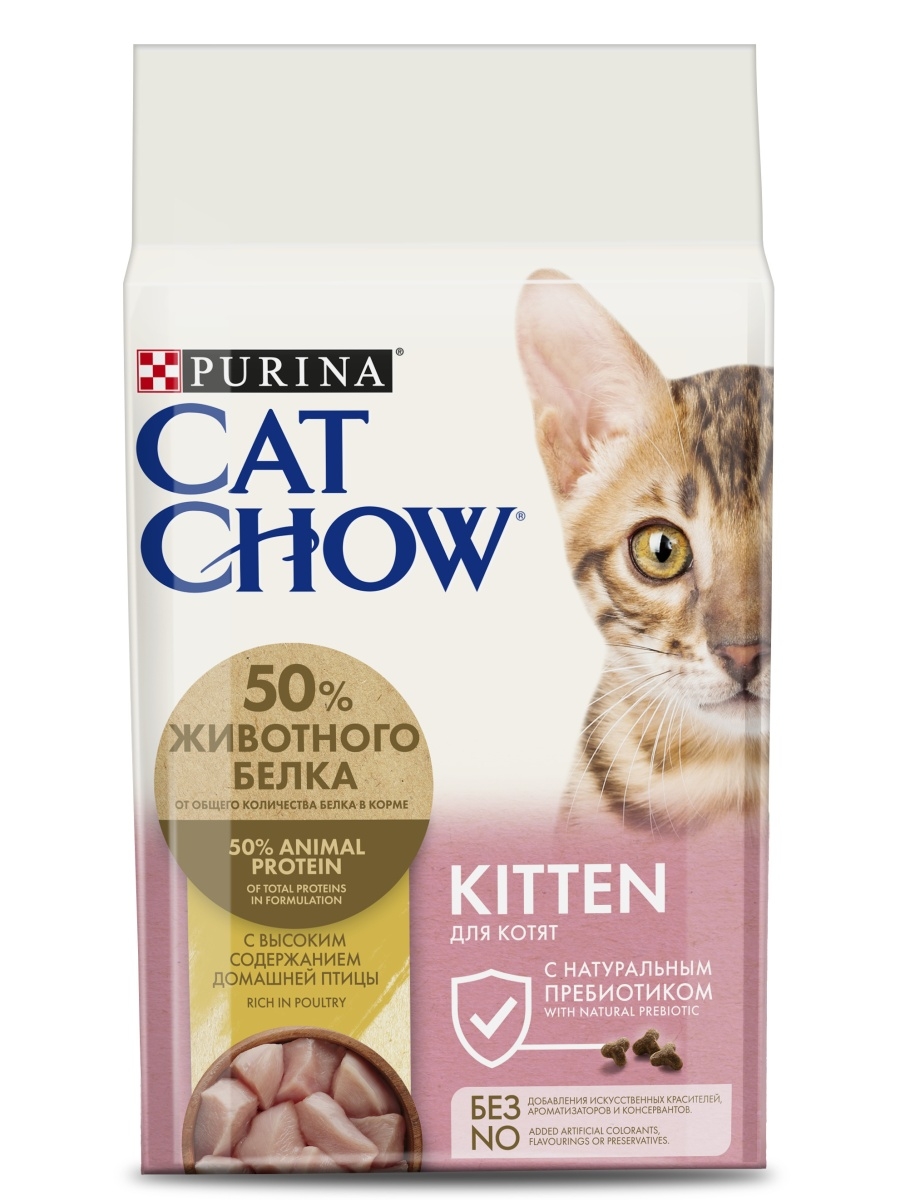 PURINA®
CAT
CHOW®
50%
ЖИВОТНОГО
БЕЛКА
ОТ ОБЩЕГО КОЛИЧЕСТВА БЕЛКА В КОРМЕ
50% ANIMAL
PROTEIN
OF TOTAL PROTEINS
IN FORMULATION
С ВЫСОКИМ
СОДЕРЖАНИЕМ
ДОМАШНЕЙ ПТИЦЫ
RICH IN POULTRY
KITTEN
ДЛЯ КОТЯТ
С НАТУРАЛЬНЫМ
ПРЕБИОТИКОМ
WITH NATURAL PREBIOTIC
БЕЗ ДОБАВЛЕНИЯ ИСКУССТВЕННЫХ КРАСИТЕЛЕЙ,
АРОМАТИЗАТОРОВ И КОНСЕРВАНТОВ.
NO ADDED ARTIFICIAL COLORANTS,
FLAVOURINGS OR PRESERVATIVES.